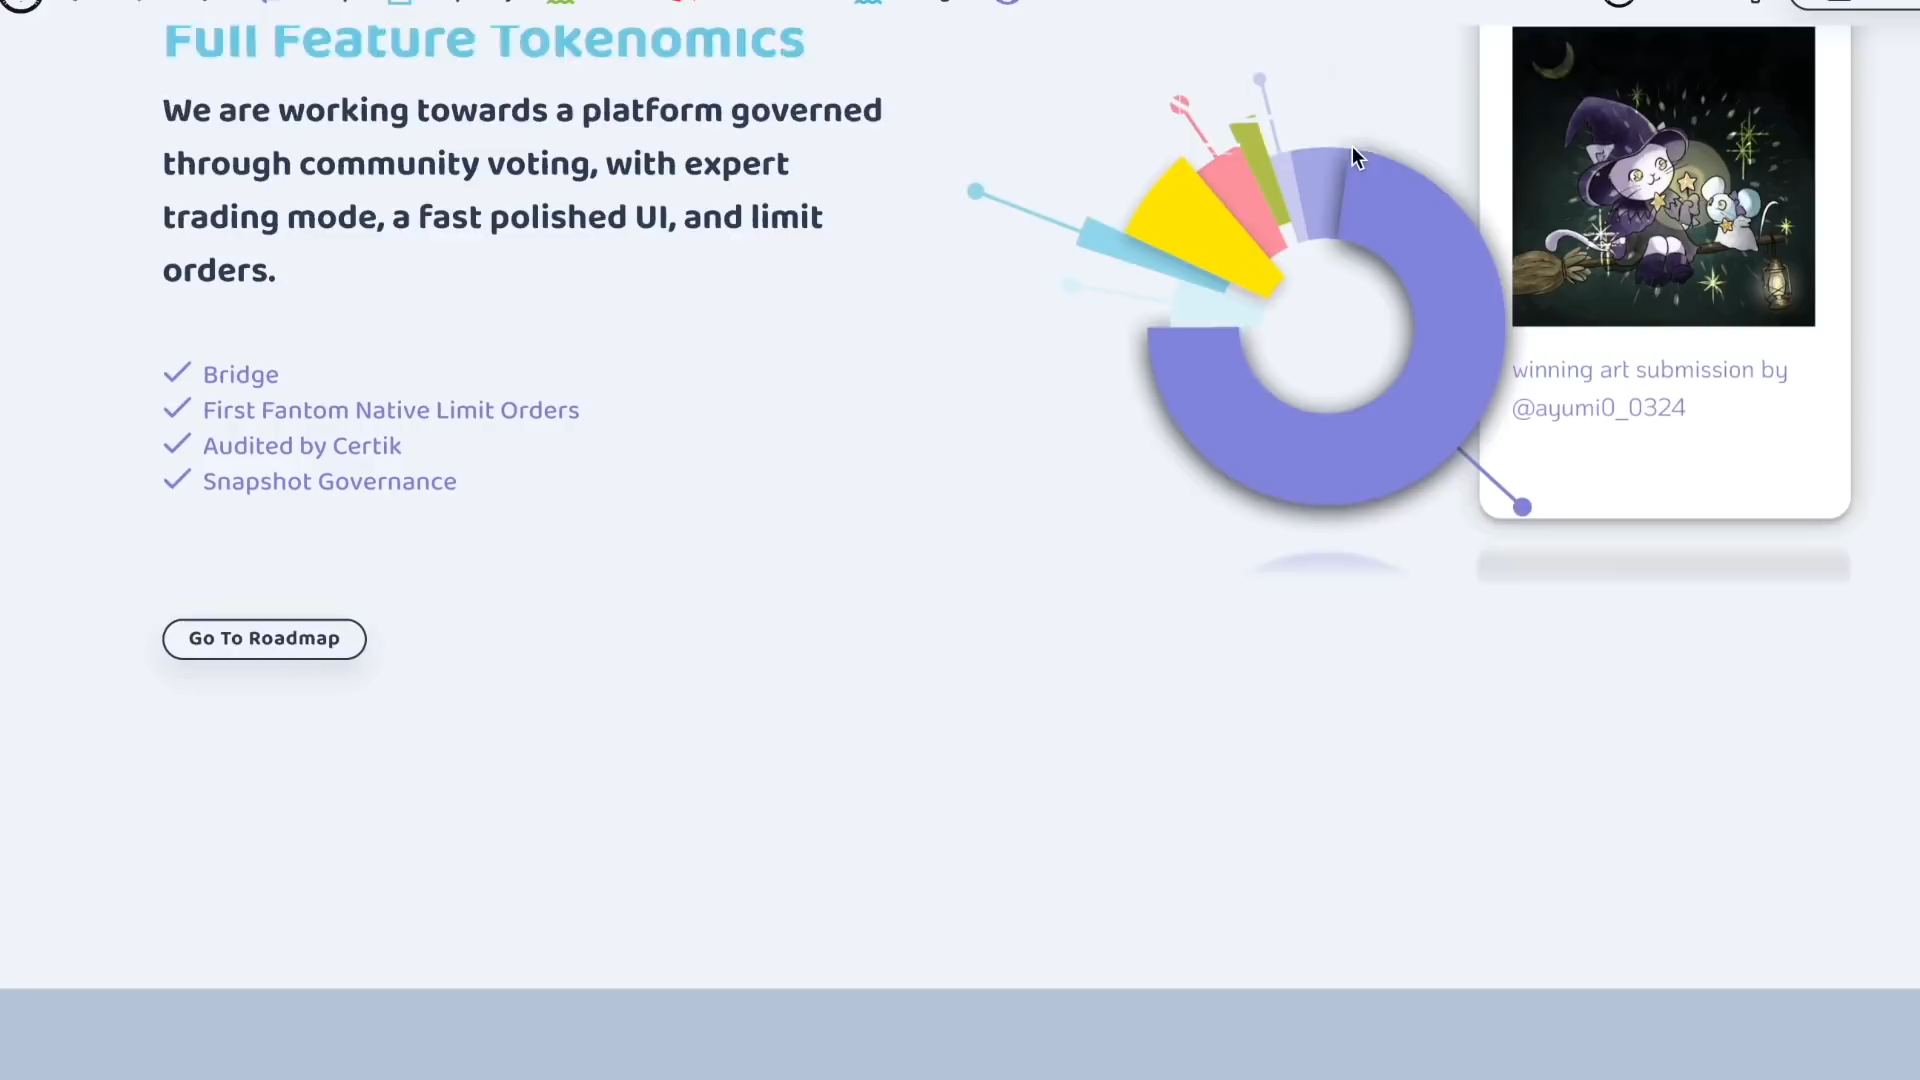 Full Feature Tokenomics
We are working towards a platform governed
through community voting, with expert
trading mode, a fast polished UI, and limit
orders.
Bridge
First Fantom Native Limit Orders
Audited by Certik
Snapshot Governance
Go To Roadmap
winning art submission by
@ayumi0_0324